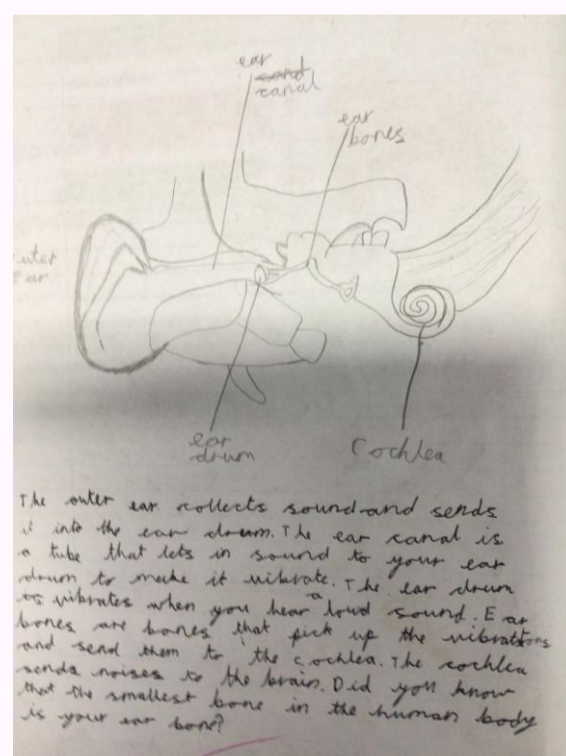 ear
canal
ear
bones
uter
Ear
ear
drum
Cochlea
The outer ear collects sound and sends
it into the ear drum. The ear canal is
a tube that lets in sound to your ear
drum to make it vibrate. The ear drum
vibrates when you hear a loud sound. Ear
bones are bones that pick up the vibrations
and send them to the cochlea. The cochlea
sends noises to the brain. Did you know
that the smallest bone in the human body
is your ear bone?